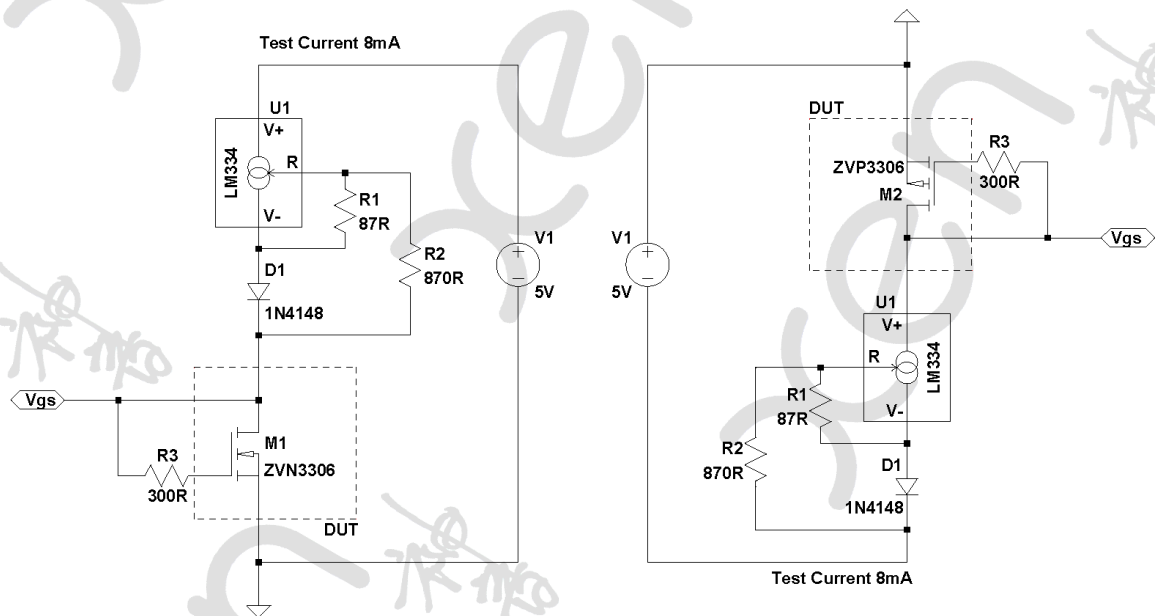 Test Current 8mA
U1
V+
LM334
R
V-
R1
87R
R2
870R
D1
1N4148
V1
+
-
5V
Vgs
R3
300R
M1
ZVN3306
DUT
DUT
ZVP3306
M2
R3
300R
Vgs
V1
+
-
5V
U1
V+
LM334
R
V-
R1
87R
R2
870R
D1
1N4148
Test Current 8mA
xen
xen